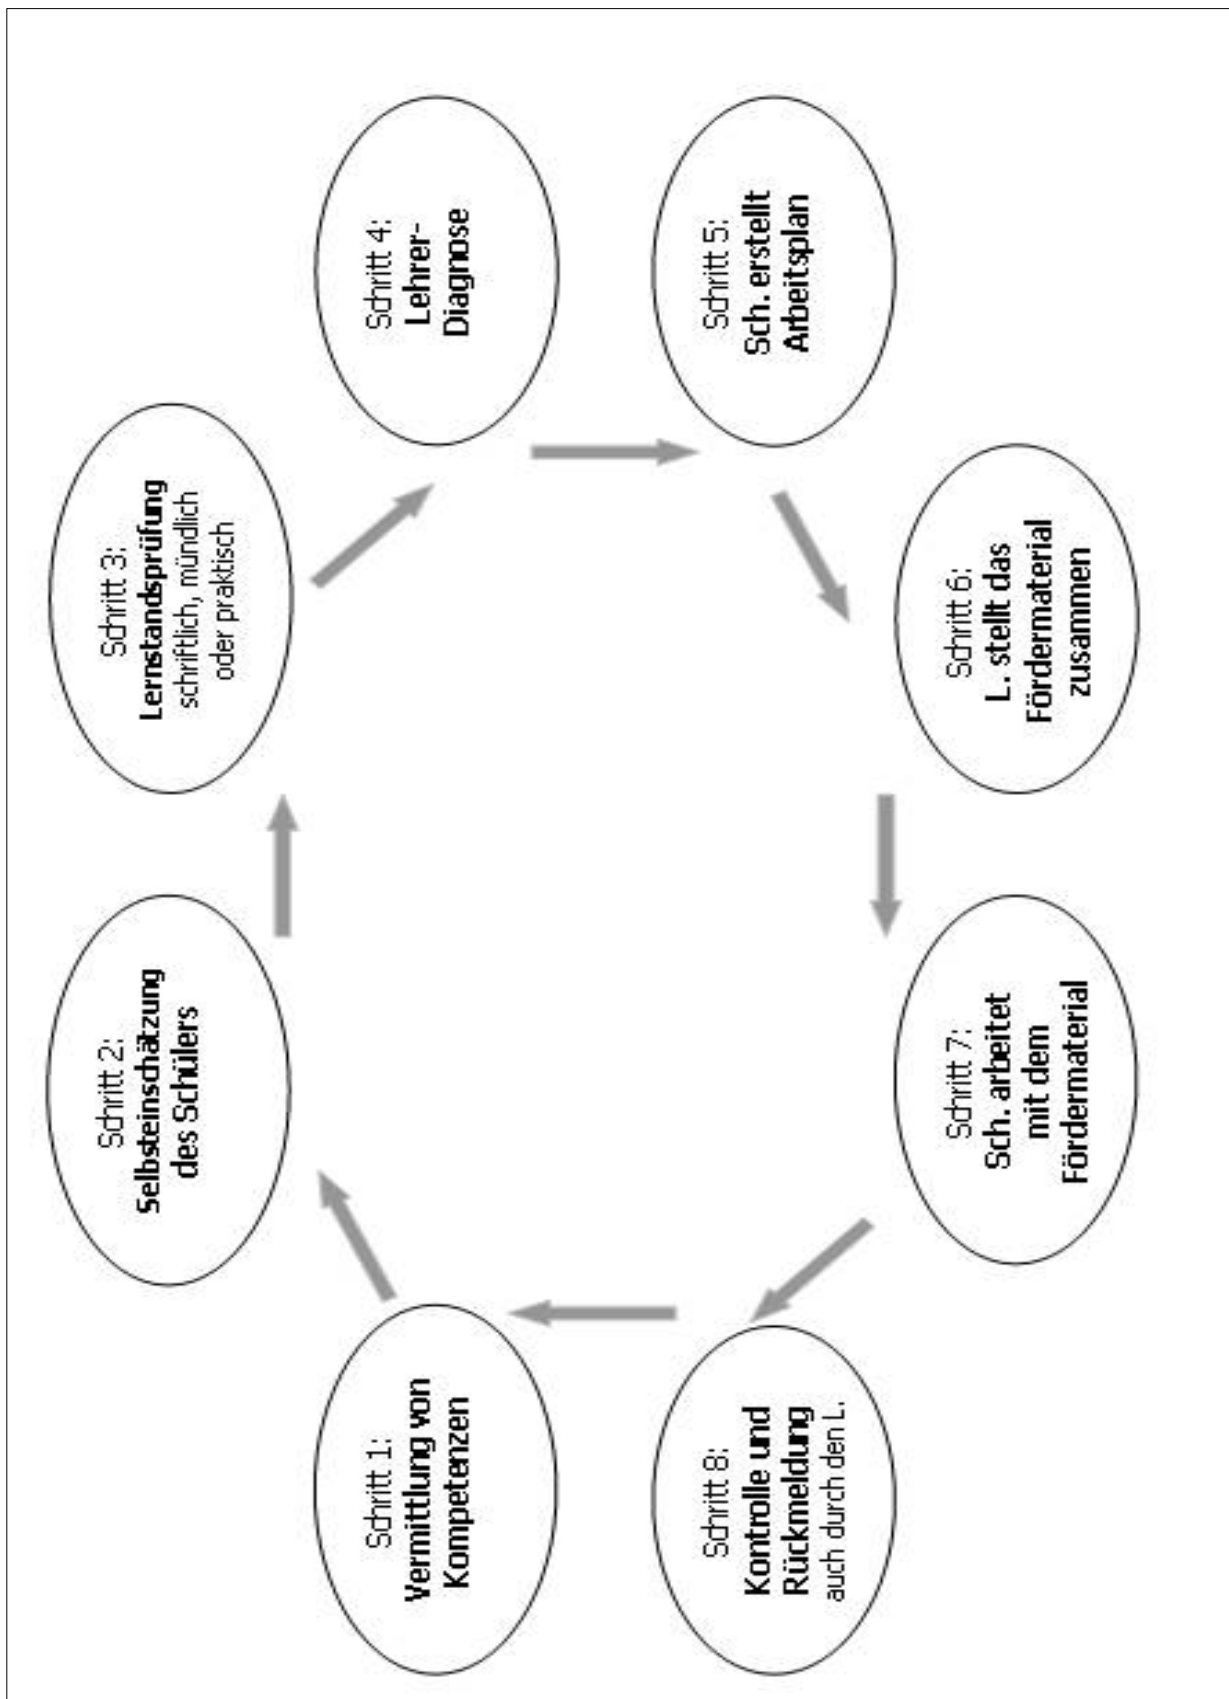 Schritt 1:
Vermittlung von
Kompetenzen
Schritt 2:
Selbsteinschätzung
des Schülers
Schritt 3:
Lernstandsprüfung
schriftlich, mündlich
oder praktisch
Schritt 4:
Lehrer-
Diagnose
Schritt 5:
Sch. erstellt
Arbeitsplan
Schritt 6:
L. stellt das
Fördermaterial
zusammen
Schritt 7:
Sch. arbeitet
mit dem
Fördermaterial
Schritt 8:
Kontrolle und
Rückmeldung
auch durch den L.